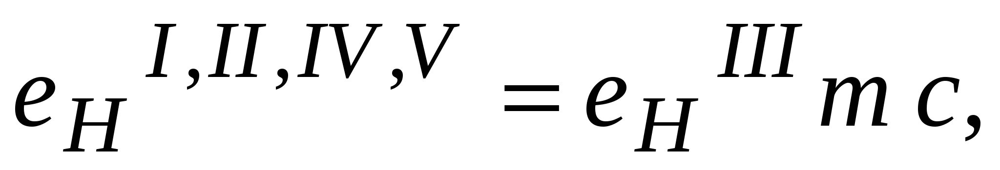 e_H^{I,II,IV,V} = e_H^{III} m c,